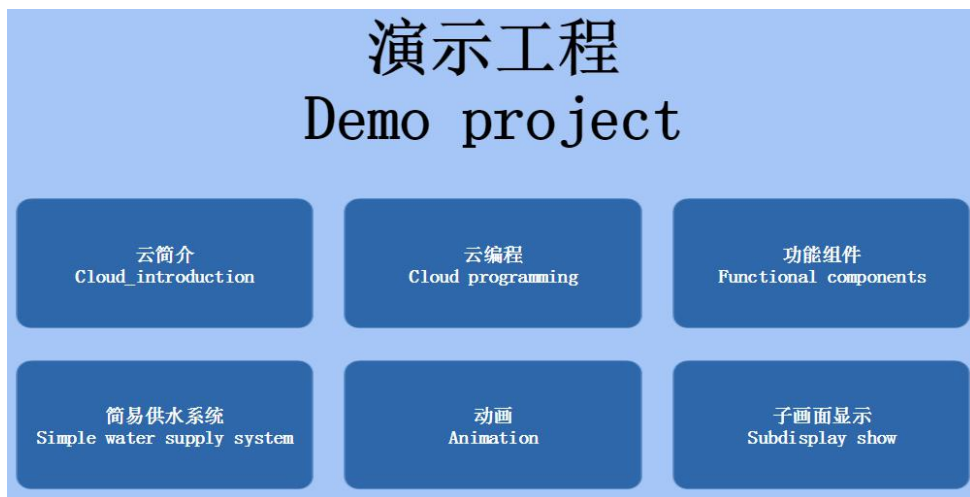 演示工程
Demo project
云简介
Cloud_introduction
云编程
Cloud programming
功能组件
Functional components
简易供水系统
Simple water supply system
动画
Animation
子画面显示
Subdisplay show